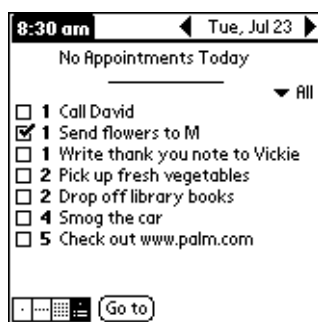 8:30 am Tue, Jul 23
No Appointments Today
All
1 Call David
1 Send flowers to M
1 Write thank you note to Vickie
2 Pick up fresh vegetables
2 Drop off library books
4 Smog the car
5 Check out www.palm.com
Go to